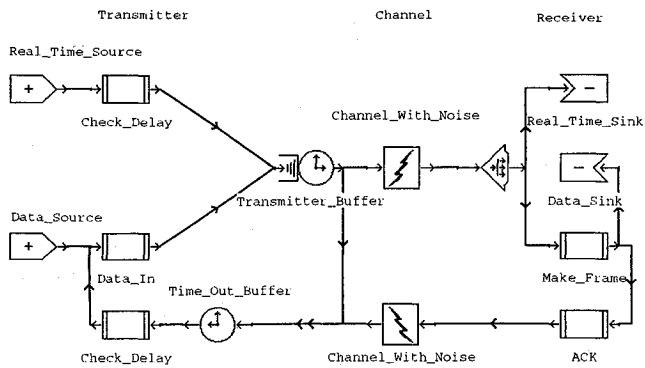 Transmitter Channel Receiver
Real_Time_Source
+
Check_Delay
Channel_With_Noise
-
Real_Time_Sink
-
Data_Sink
Transmitter_Buffer
Data_Source
+
Data_In
Time_Out_Buffer
Make_Frame
Check_Delay
Channel_With_Noise
ACK